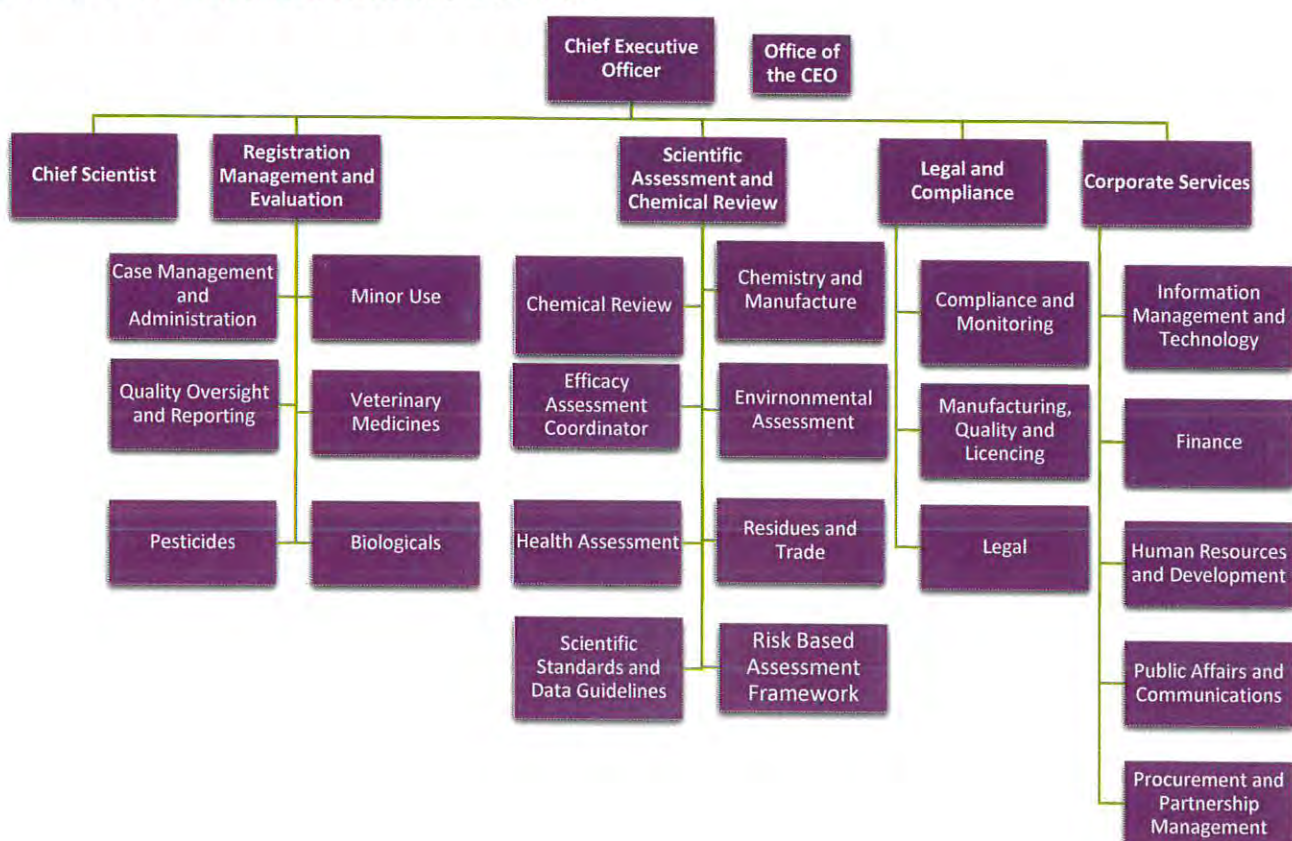 Chief Executive
Officer
Office of
the CEO
Chief Scientist
Registration
Management and
Evaluation
Scientific
Assessment and
Chemical Review
Legal and
Compliance
Corporate Services
Case Management
and
Administration
Minor Use
Quality Oversight
and Reporting
Veterinary
Medicines
Pesticides
Biologicals
Chemical Review
Chemistry and
Manufacture
Efficacy
Assessment
Coordinator
Envirnonmental
Assessment
Health Assessment
Residues and
Trade
Scientific
Standards and
Data Guidelines
Risk Based
Assessment
Framework
Compliance and
Monitoring
Manufacturing,
Quality and
Licencing
Legal
Information
Management and
Technology
Finance
Human Resources
and Development
Public Affairs and
Communications
Procurement and
Partnership
Management